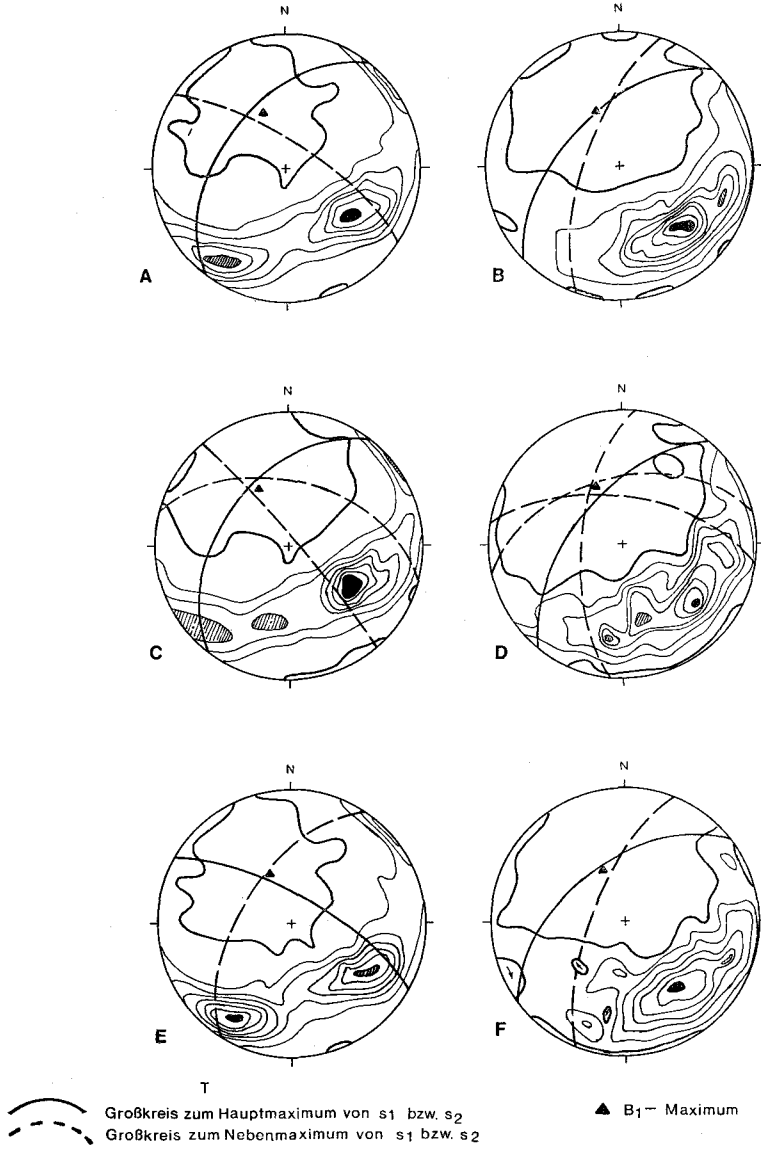 N
N
A
B
N
N
C
D
N
N
E
F
T
Großkreis zum Hauptmaximum von s1 bzw. s2
Großkreis zum Nebenmaximum von s1 bzw. s2
▲ B1 — Maximum